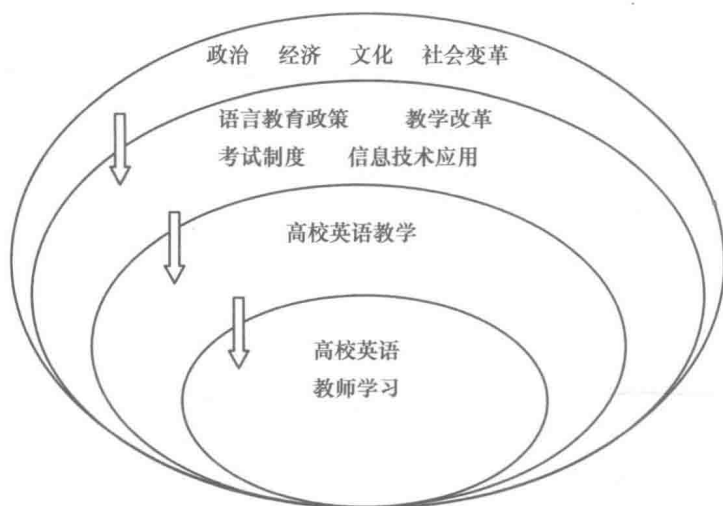 政治 经济 文化 社会变革
语言教育政策 教学改革
考试制度 信息技术应用
高校英语教学
高校英语
教师学习